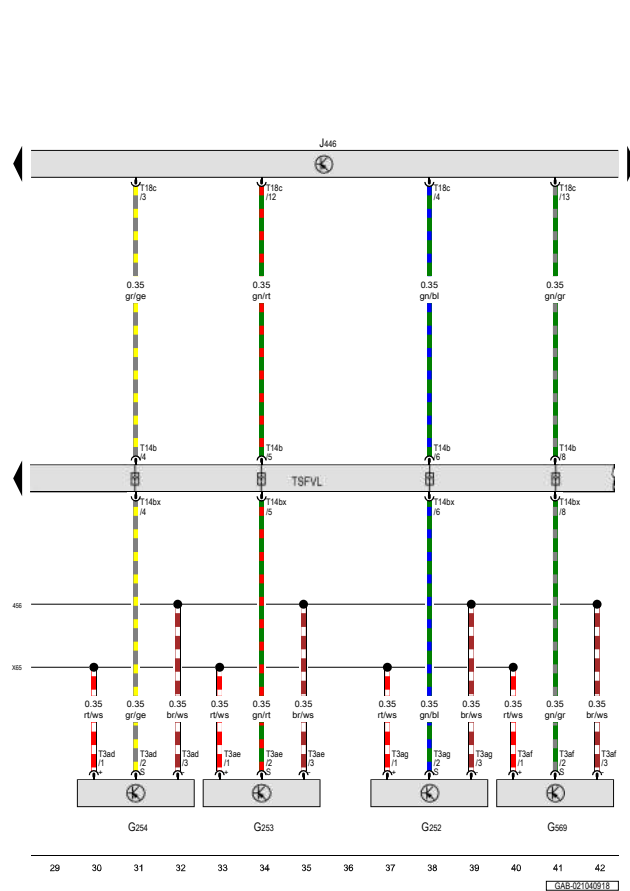 J446
T18c
/3
T18c
/12
T18c
/4
T18c
/13
0.35
gr/ge
0.35
gn/rt
0.35
gn/bl
0.35
gn/gr
T14b
/4
T14b
/5
T14b
/6
T14b
/8
TSFVL
T14bx
/4
T14bx
/5
T14bx
/6
T14bx
/8
456
X65
0.35 0.35 0.35 0.35 0.35 0.35 0.35 0.35 0.35 0.35 0.35 0.35
rt/ws gr/ge br/ws rt/ws gn/rt br/ws rt/ws gn/bl br/ws rt/ws gn/gr br/ws
T3ad T3ad T3ad T3ae T3ae T3ae T3ag T3ag T3ag T3af T3af T3af
/1 /2 /3 /1 /2 /3 /1 /2 /3 /1 /2 /3
+ S - + S - + S - + S -
G254 G253 G252 G569
29 30 31 32 33 34 35 36 37 38 39 40 41 42
GAB-021040918